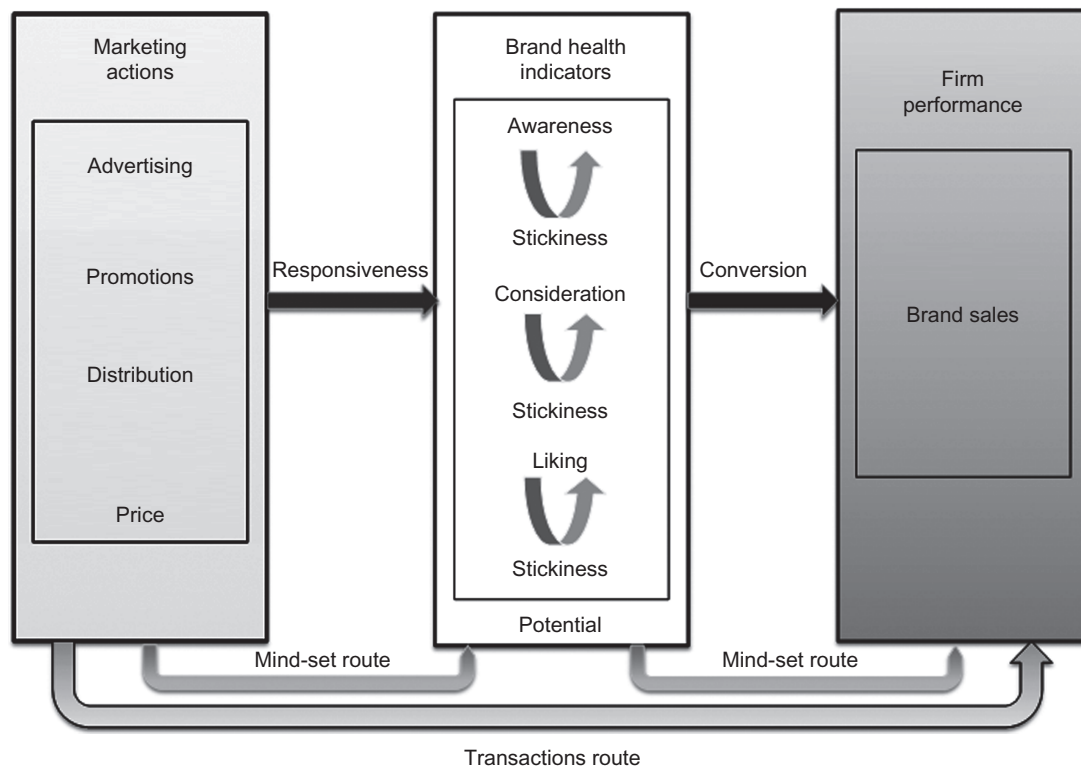 Marketing
actions
Advertising
Promotions
Distribution
Price
Responsiveness
Brand health
indicators
Awareness
Stickiness
Consideration
Stickiness
Liking
Stickiness
Potential
Conversion
Firm
performance
Brand sales
Mind-set route
Mind-set route
Transactions route